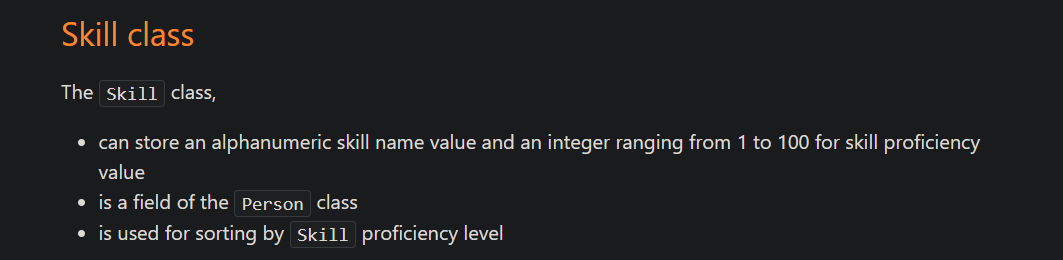 Skill class
The Skill class,
• can store an alphanumeric skill name value and an integer ranging from 1 to 100 for skill proficiency
value
• is a field of the Person class
• is used for sorting by Skill proficiency level